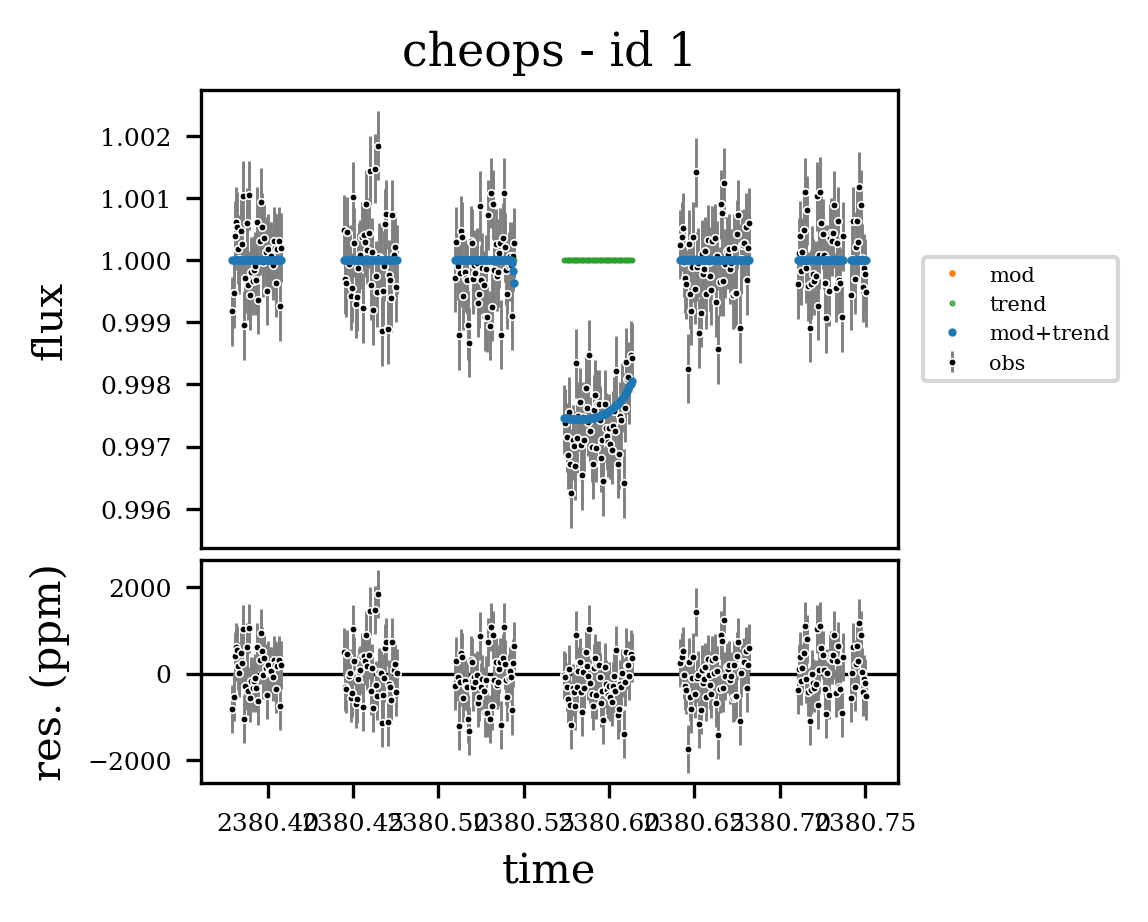 cheops - id 1
flux
1.002
1.001
1.000
0.999
0.998
0.997
0.996
mod
trend
mod+trend
obs
res. (ppm)
2000
0
−2000
2380.40 2380.45 2380.50 2380.55 2380.60 2380.65 2380.70 2380.75
time